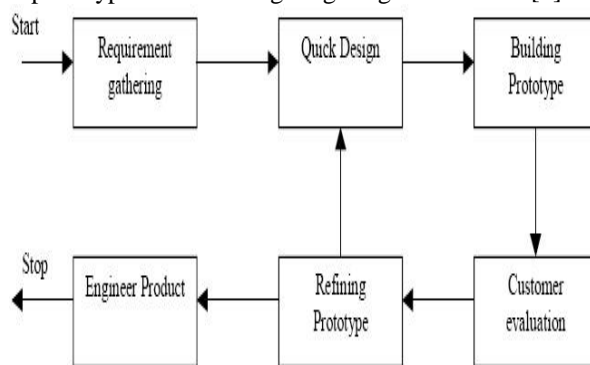 Start
Requirement
gathering
Quick Design
Building
Prototype
Stop
Engineer Product
Refining
Prototype
Customer
evaluation